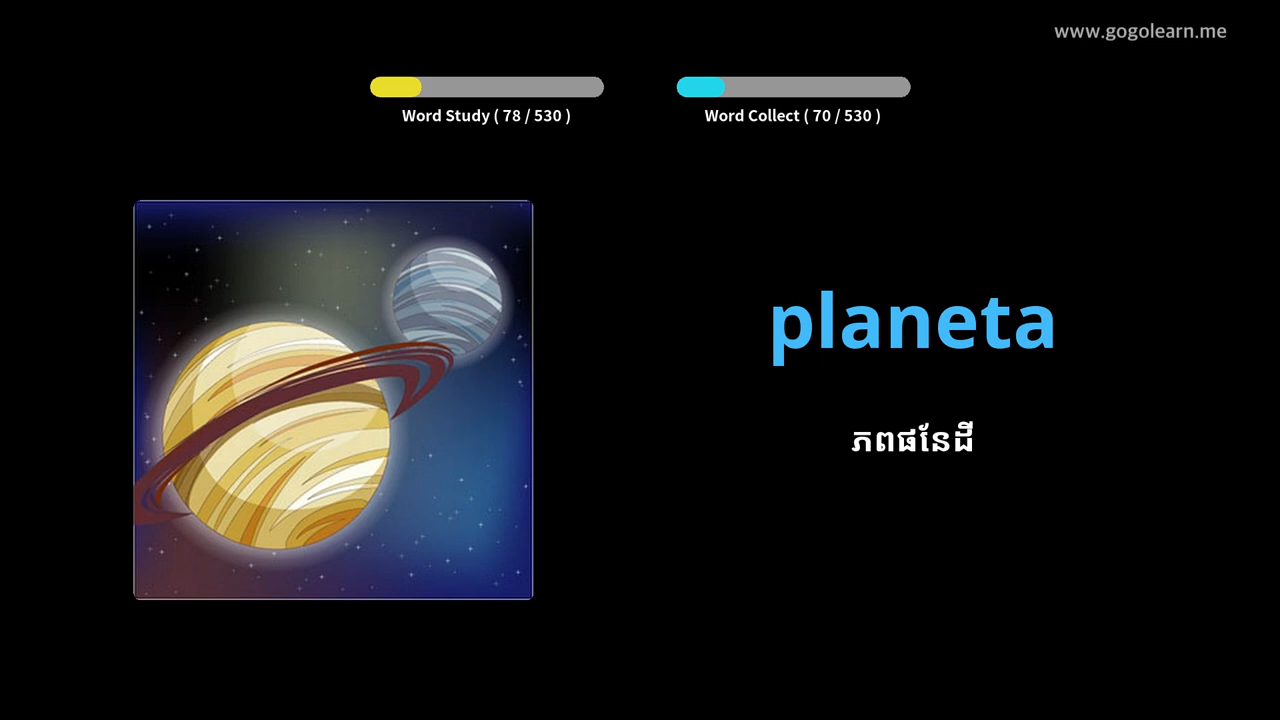 www.gogolearn.me
Word Study ( 78 / 530 )
Word Collect ( 70 / 530 )
planeta
ភពផែនដី